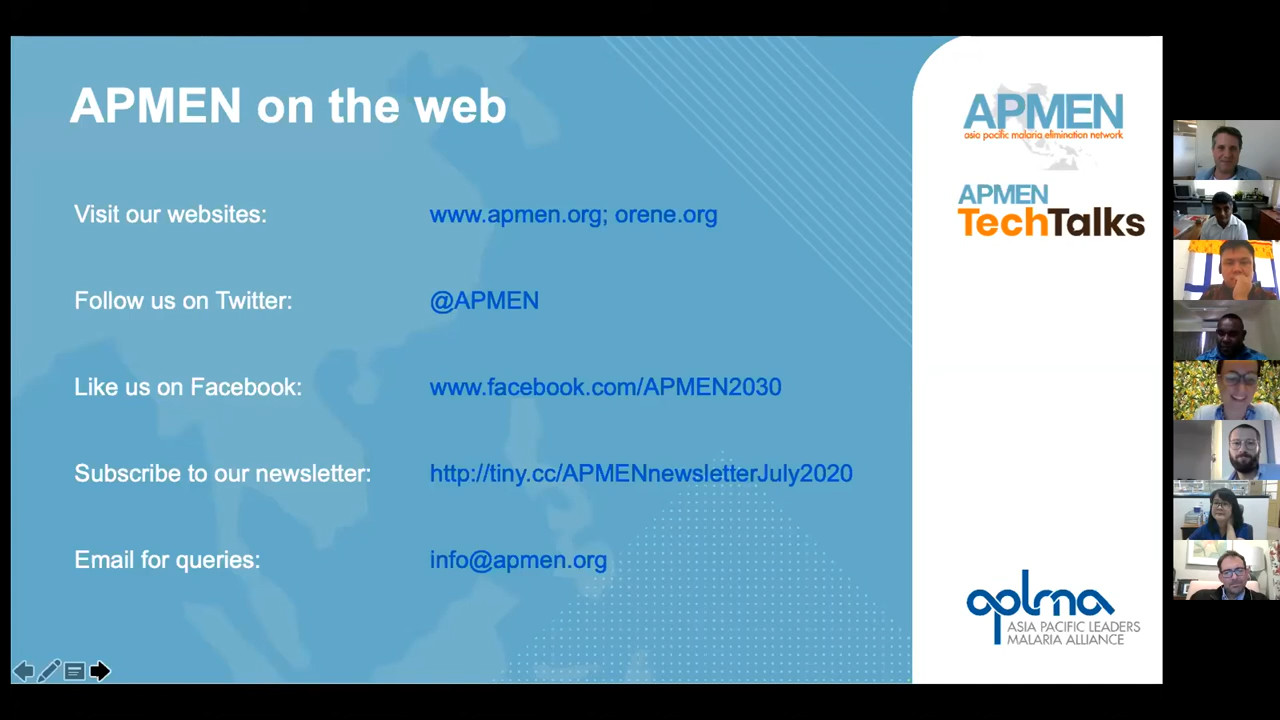 APMEN on the web
Visit our websites: www.apmen.org; orene.org
Follow us on Twitter: @APMEN
Like us on Facebook: www.facebook.com/APMEN2030
Subscribe to our newsletter: http://tiny.cc/APMENnewsletterJuly2020
Email for queries: info@apmen.org
APMEN
asia pacific malaria elimination network
APMEN
TechTalks
aplma
ASIA PACIFIC LEADERS
MALARIA ALLIANCE